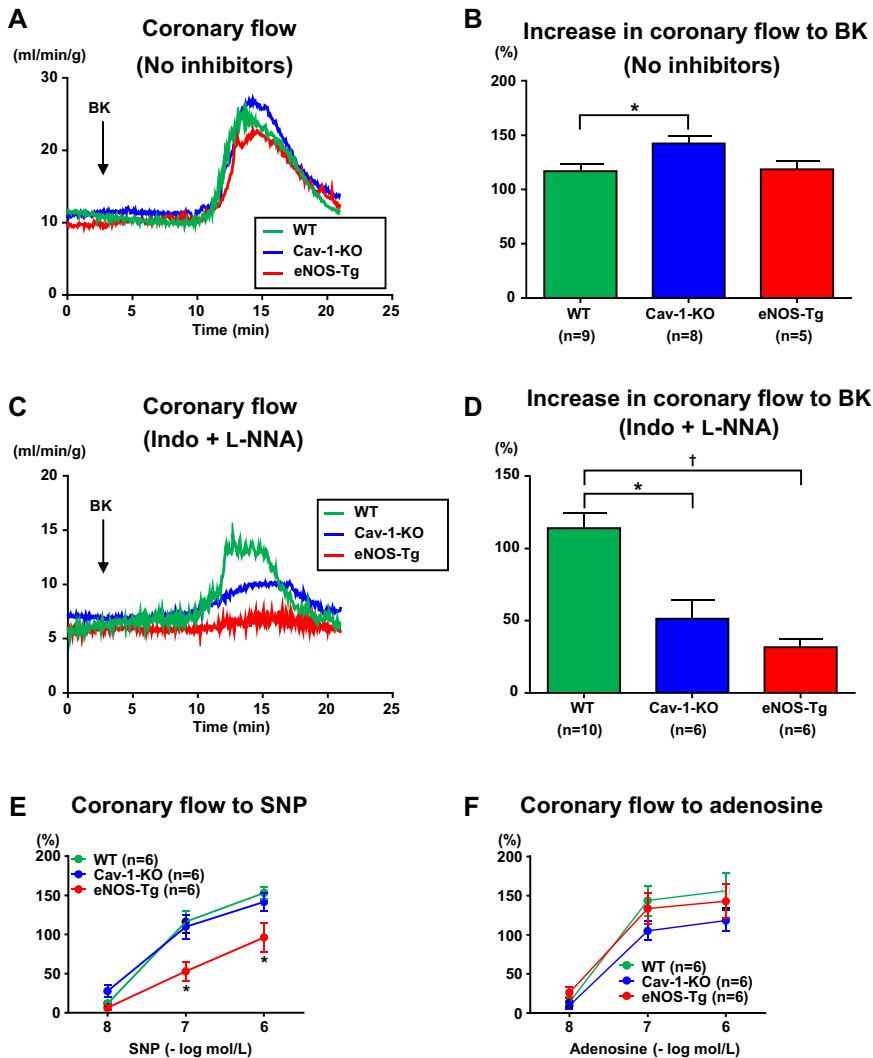 A
Coronary flow
(No inhibitors)
(ml/min/g)
30
20
10
0
BK
WT
Cav-1-KO
eNOS-Tg
0 5 10 15 20 25
Time (min)
B
Increase in coronary flow to BK
(No inhibitors)
(%)
200
150
100
50
0
*
WT Cav-1-KO eNOS-Tg
(n=9) (n=8) (n=5)
C
Coronary flow
(Indo + L-NNA)
(ml/min/g)
20
15
10
5
0
BK
WT
Cav-1-KO
eNOS-Tg
0 5 10 15 20 25
Time (min)
D
Increase in coronary flow to BK
(Indo + L-NNA)
(%)
150
100
50
0
†
*
WT Cav-1-KO eNOS-Tg
(n=10) (n=6) (n=6)
E
Coronary flow to SNP
(%)
200
150
100
50
0
WT (n=6)
Cav-1-KO (n=6)
eNOS-Tg (n=6)
*
*
8 7 6
SNP (- log mol/L)
F
Coronary flow to adenosine
(%)
200
150
100
50
0
WT (n=6)
Cav-1-KO (n=6)
eNOS-Tg (n=6)
8 7 6
Adenosine (- log mol/L)